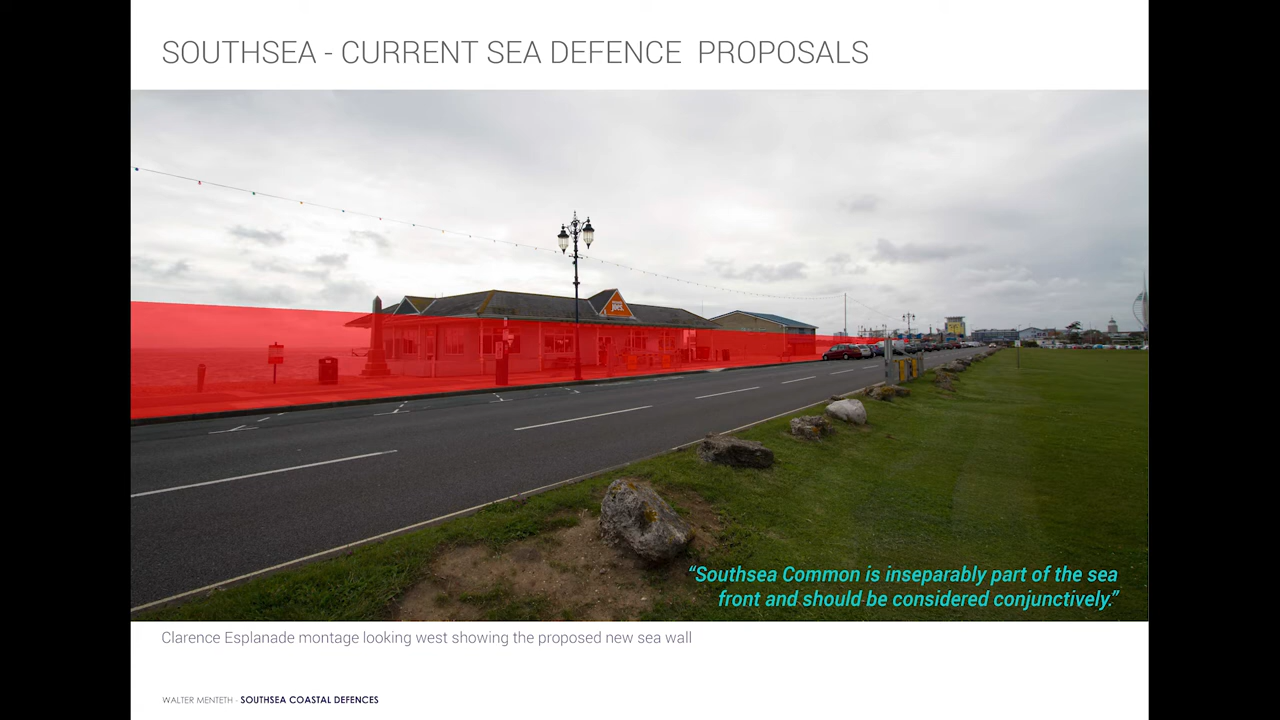 SOUTHSEA - CURRENT SEA DEFENCE PROPOSALS
“Southsea Common is inseparably part of the sea
front and should be considered conjunctively.”
Clarence Esplanade montage looking west showing the proposed new sea wall
WALTER MENTETH - SOUTHSEA COASTAL DEFENCES